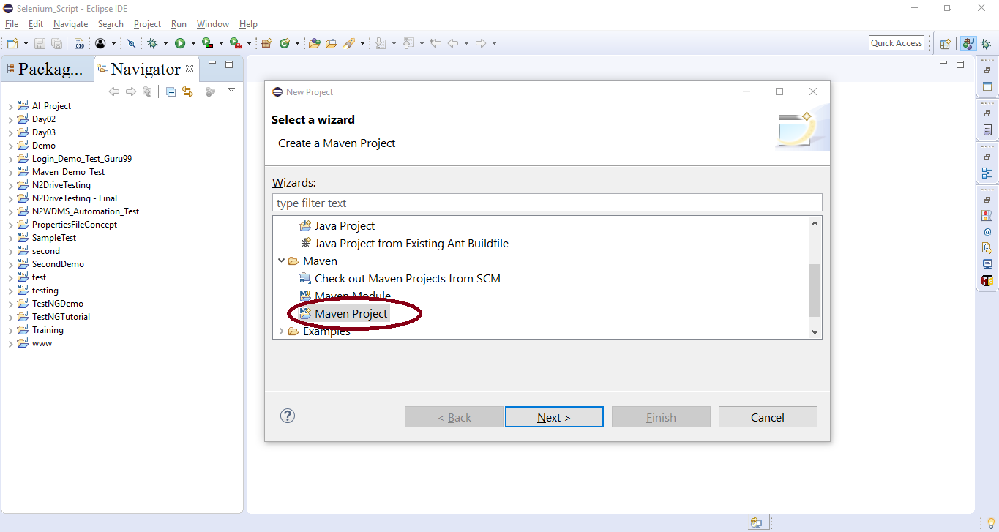 Selenium_Script - Eclipse IDE
File Edit Navigate Search Project Run Window Help
Quick Access
Packag... Navigator
AI_Project
Day02
Day03
Demo
Login_Demo_Test_Guru99
Maven_Demo_Test
N2DriveTesting
N2DriveTesting - Final
N2WDMS_Automation_Test
PropertiesFileConcept
SampleTest
second
SecondDemo
test
testing
TestNGDemo
TestNGTutorial
Training
www
New Project
Select a wizard
Create a Maven Project
Wizards:
type filter text
Java Project
Java Project from Existing Ant Buildfile
Maven
Check out Maven Projects from SCM
Maven Module
Maven Project
Examples
< Back Next > Finish Cancel